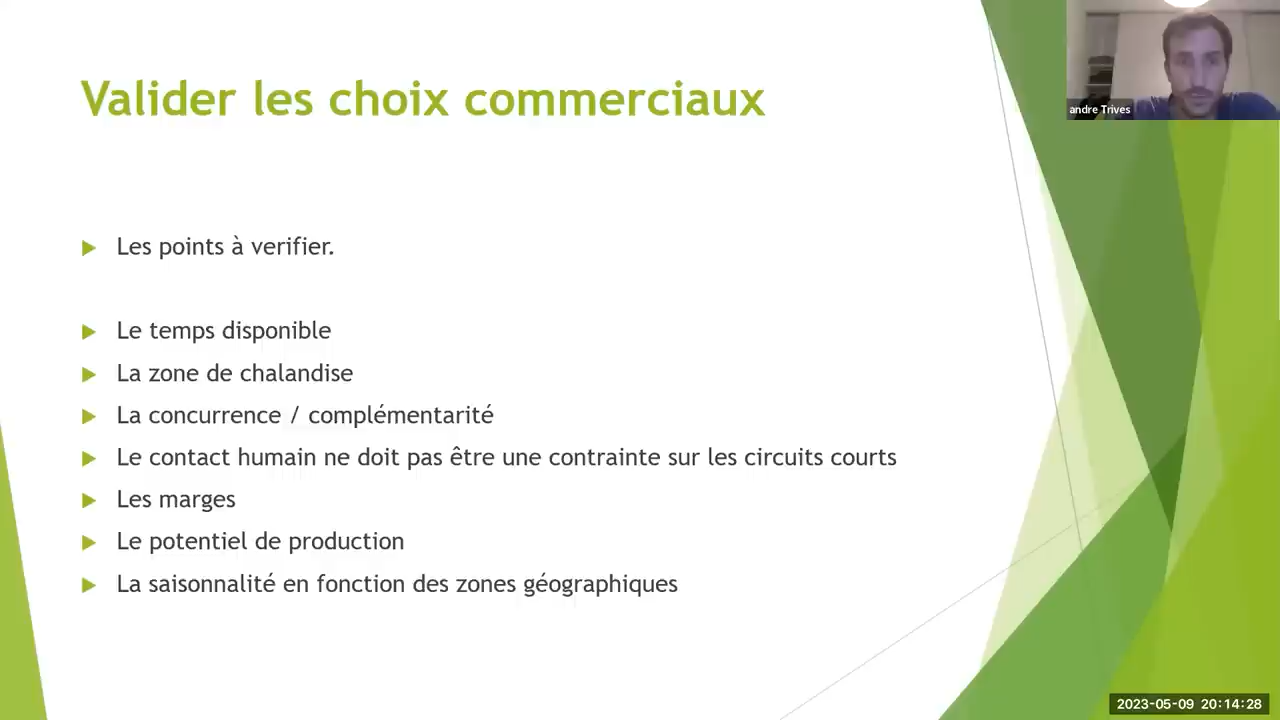 Valider les choix commerciaux
andre Trives
Les points à verifier.
Le temps disponible
La zone de chalandise
La concurrence / complémentarité
Le contact humain ne doit pas être une contrainte sur les circuits courts
Les marges
Le potentiel de production
La saisonnalité en fonction des zones géographiques
2023-05-09 20:14:28